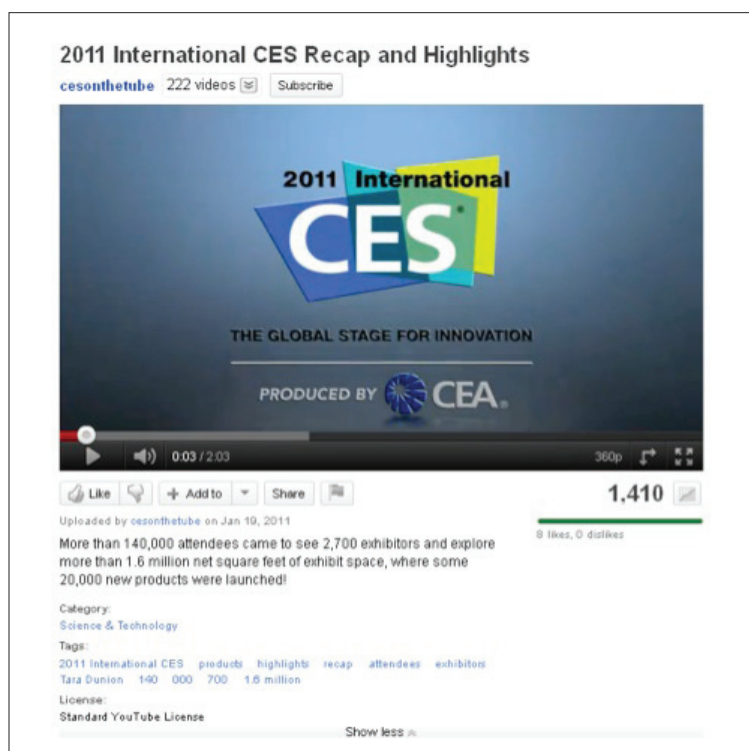 2011 International CES Recap and Highlights
cesonthetube 222 videos Subscribe
2011 International
CES
THE GLOBAL STAGE FOR INNOVATION
PRODUCED BY CEA®
0:03 / 2:03 360p
Like Add to Share 1,410
Uploaded by cesonthetube on Jan 19, 2011
8 likes, 0 dislikes
More than 140,000 attendees came to see 2,700 exhibitors and explore
more than 1.6 million net square feet of exhibit space, where some
20,000 new products were launched!
Category:
Science & Technology
Tags:
2011 International CES products highlights recap attendees exhibitors
Tara Dunion 140 000 700 1.6 million
License:
Standard YouTube License
Show less